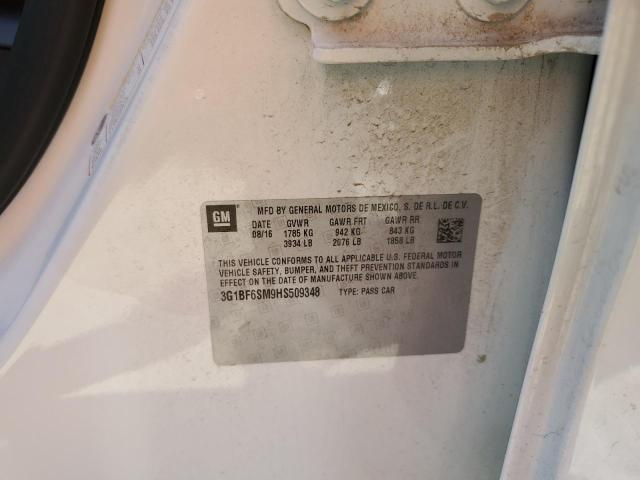 GM
MFD BY GENERAL MOTORS DE MEXICO, S. DE R.L. DE C.V.
DATE GVWR GAWR FRT GAWR RR
08/16 1785 KG 942 KG 843 KG
3934 LB 2076 LB 1858 LB
THIS VEHICLE CONFORMS TO ALL APPLICABLE U.S. FEDERAL MOTOR
VEHICLE SAFETY, BUMPER, AND THEFT PREVENTION STANDARDS IN
EFFECT ON THE DATE OF MANUFACTURE SHOWN ABOVE.
3G1BF6SM9HS509348 TYPE: PASS CAR